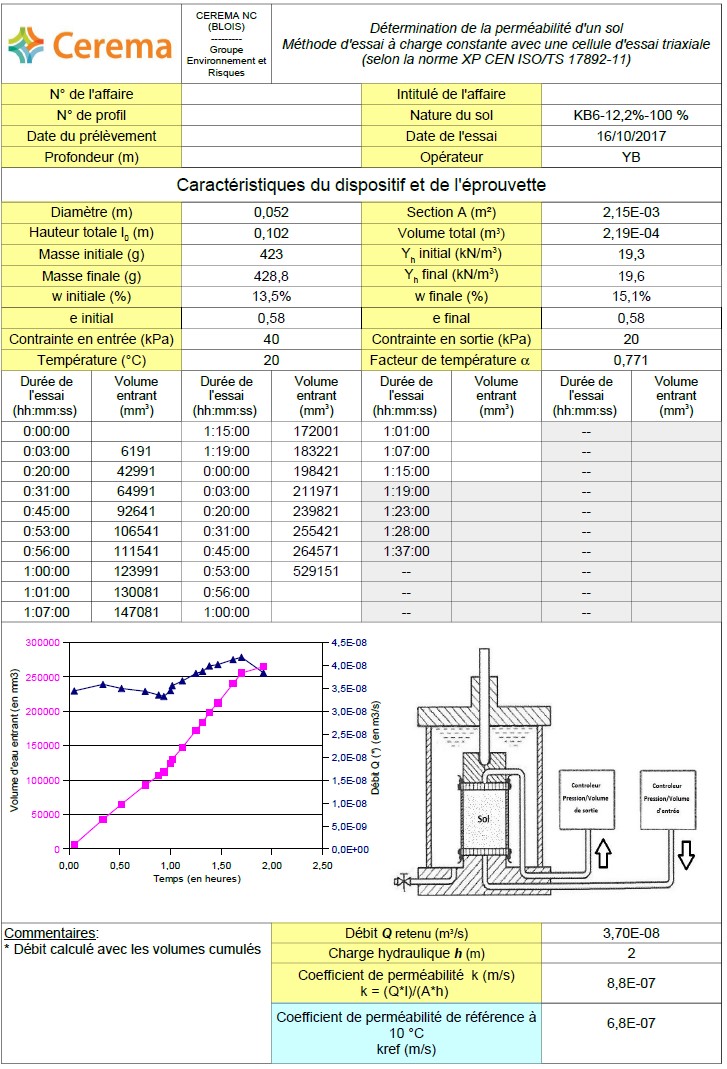 Cerema
CEREMA NC
(BLOIS)
---------
Groupe
Environnement et
Risques
Détermination de la perméabilité d'un sol
Méthode d'essai à charge constante avec une cellule d'essai triaxiale
(selon la norme XP CEN ISO/TS 17892-11)
N° de l'affaire Intitulé de l'affaire
N° de profil Nature du sol KB6-12,2%-100 %
Date du prélèvement Date de l'essai 16/10/2017
Profondeur (m) Opérateur YB
Caractéristiques du dispositif et de l'éprouvette
Diamètre (m) 0,052 Section A (m²) 2,15E-03
Hauteur totale l₀ (m) 0,102 Volume total (m³) 2,19E-04
Masse initiale (g) 423 Yₕ initial (kN/m³) 19,3
Masse finale (g) 428,8 Yₕ final (kN/m³) 19,6
w initiale (%) 13,5% w finale (%) 15,1%
e initial 0,58 e final 0,58
Contrainte en entrée (kPa) 40 Contrainte en sortie (kPa) 20
Température (°C) 20 Facteur de température α 0,771
Durée de Volume Durée de Volume Durée de Volume Durée de Volume
l'essai entrant l'essai entrant l'essai entrant l'essai entrant
(hh:mm:ss) (mm³) (hh:mm:ss) (mm³) (hh:mm:ss) (mm³) (hh:mm:ss) (mm³)
0:00:00 1:15:00 172001 1:01:00 --
0:03:00 6191 1:19:00 183221 1:07:00 --
0:20:00 42991 0:00:00 198421 1:15:00 --
0:31:00 64991 0:03:00 211971 1:19:00 --
0:45:00 92641 0:20:00 239821 1:23:00 --
0:53:00 106541 0:31:00 255421 1:28:00 --
0:56:00 111541 0:45:00 264571 1:37:00 --
1:00:00 123991 0:53:00 529151 -- --
1:01:00 130081 0:56:00 -- --
1:07:00 147081 1:00:00 -- --
Volume d'eau entrant (en mm3)
300000
250000
200000
150000
100000
50000
0
0,00 0,50 1,00 1,50 2,00 2,50
Temps (en heures)
4,5E-08
4,0E-08
3,5E-08
3,0E-08
2,5E-08
2,0E-08
1,5E-08
1,0E-08
5,0E-09
0,0E+00
Débit Q (*) (en m3/s)
Sol
Controleur
Pression/Volume
de sortie
Controleur
Pression/Volume
d'entrée
Commentaires:
* Débit calculé avec les volumes cumulés
Débit Q retenu (m³/s) 3,70E-08
Charge hydraulique h (m) 2
Coefficient de perméabilité k (m/s)
k = (Q*l)/(A*h)
8,8E-07
Coefficient de perméabilité de référence à
10 °C
kref (m/s)
6,8E-07